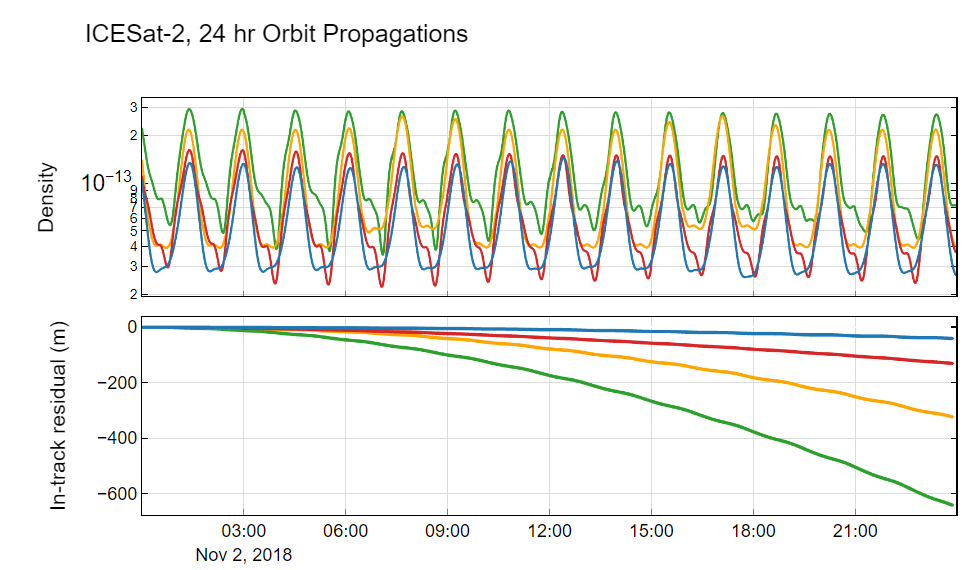 ICESat-2, 24 hr Orbit Propagations
Density
3
2
10−13
9
8
6
5
4
3
2
In-track residual (m)
0
−200
−400
−600
03:00 06:00 09:00 12:00 15:00 18:00 21:00
Nov 2, 2018